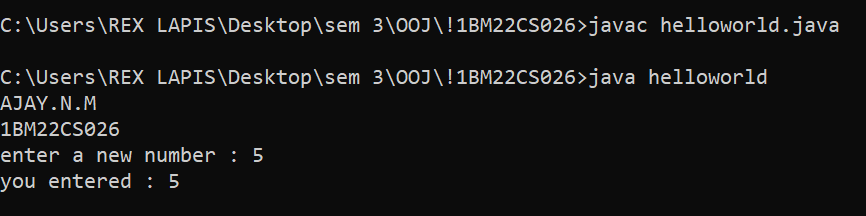 C:\Users\REX LAPIS\Desktop\sem 3\OOJ\!1BM22CS026>javac helloworld.java
C:\Users\REX LAPIS\Desktop\sem 3\OOJ\!1BM22CS026>java helloworld
AJAY.N.M
1BM22CS026
enter a new number : 5
you entered : 5